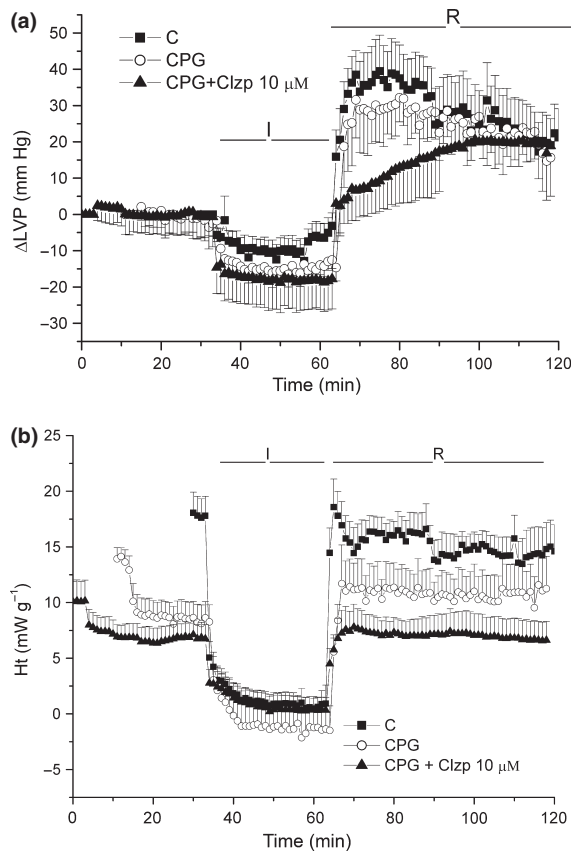 (a)
R
C
CPG
CPG+Clzp 10 μM
I
ΔLVP (mm Hg)
50
40
30
20
10
0
−10
−20
−30
0
20
40
60
80
100
120
Time (min)
(b)
I
R
Ht (mW g⁻¹)
25
20
15
10
5
0
−5
C
CPG
CPG + Clzp 10 μM
0
20
40
60
80
100
120
Time (min)